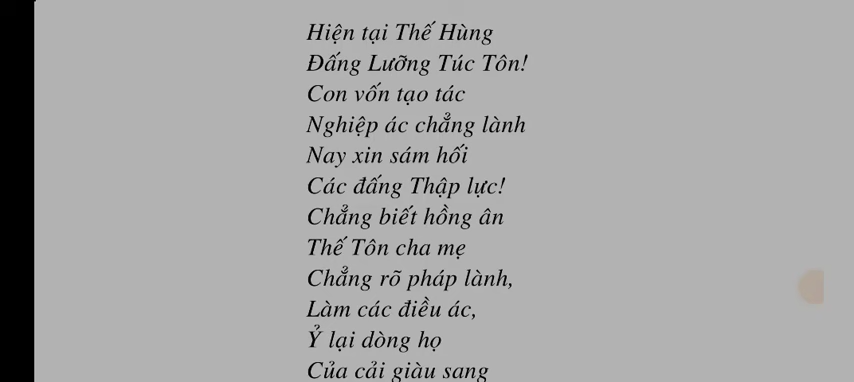 Hiện tại Thế Hùng
Đấng Lưỡng Túc Tôn!
Con vốn tạo tác
Nghiệp ác chẳng lành
Nay xin sám hối
Các đấng Thập lực!
Chẳng biết hồng ân
Thế Tôn cha mẹ
Chẳng rõ pháp lành,
Làm các điều ác,
Ỷ lại dòng họ
Của cải giàu sang